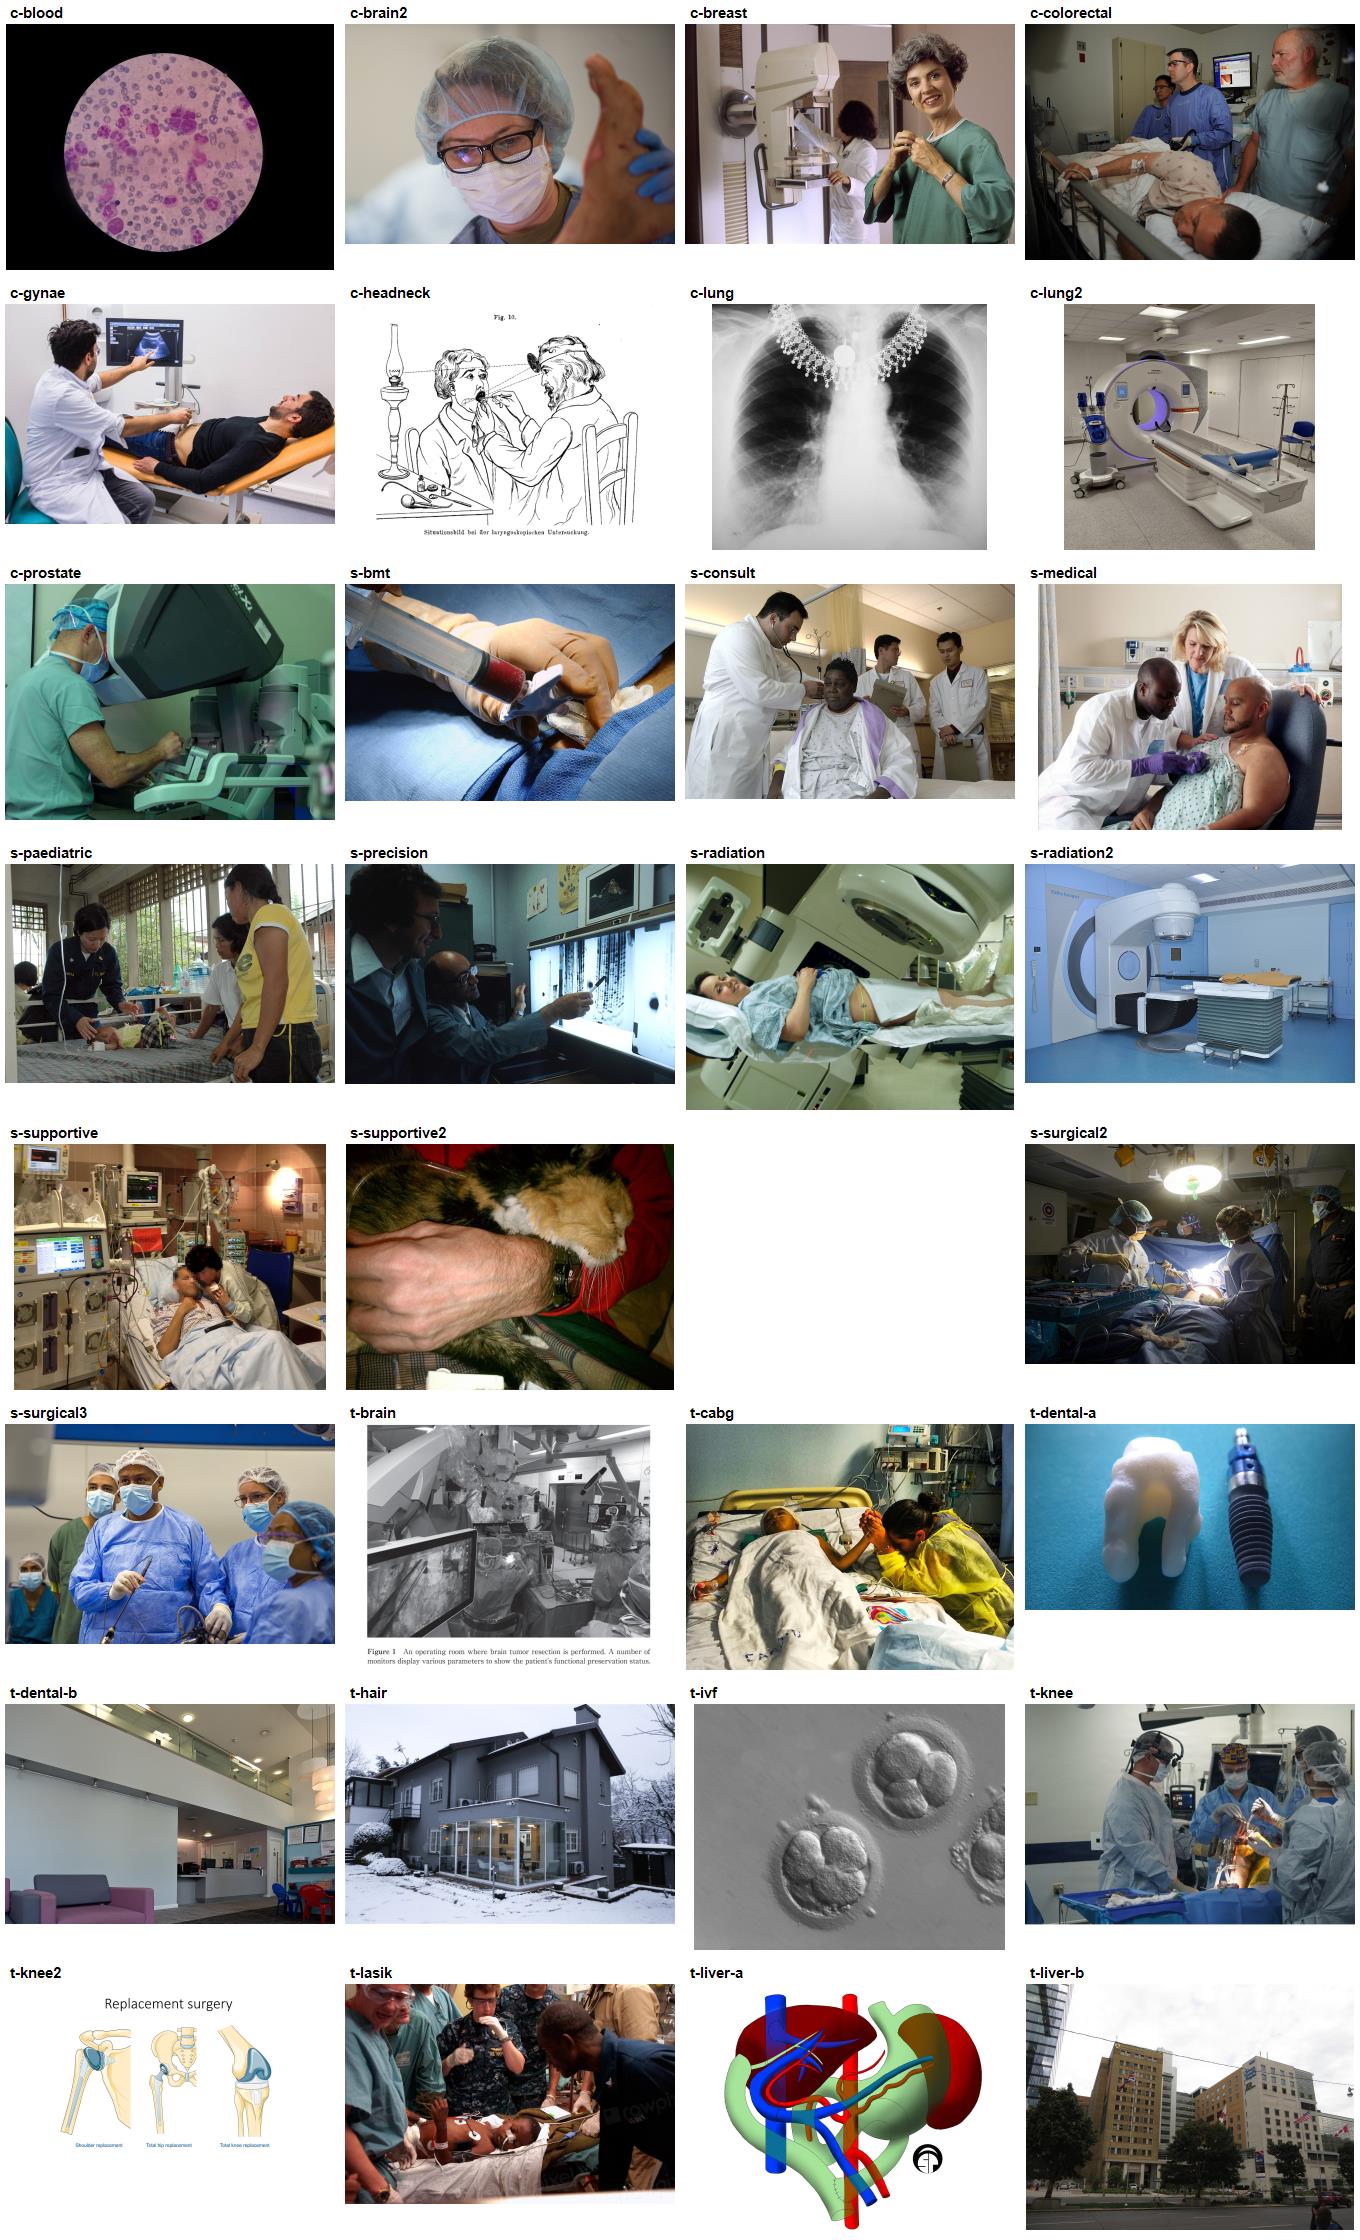 c-blood
c-brain2
c-breast
c-colorectal
c-gynae
c-headneck
c-lung
c-lung2
Fig. 10.
Situationsbild bei der laryngoskopischen Untersuchung.
c-prostate
s-bmt
s-consult
s-medical
s-paediatric
s-precision
s-radiation
s-radiation2
s-supportive
s-supportive2
s-surgical2
s-surgical3
t-brain
t-cabg
t-dental-a
Figure 1 An operating room where brain tumor resection is performed. A number of
monitors display various parameters to show the patient's functional preservation status.
t-dental-b
t-hair
t-ivf
t-knee
t-knee2
t-lasik
t-liver-a
t-liver-b
Replacement surgery
Shoulder replacement
Total hip replacement
Total knee replacement